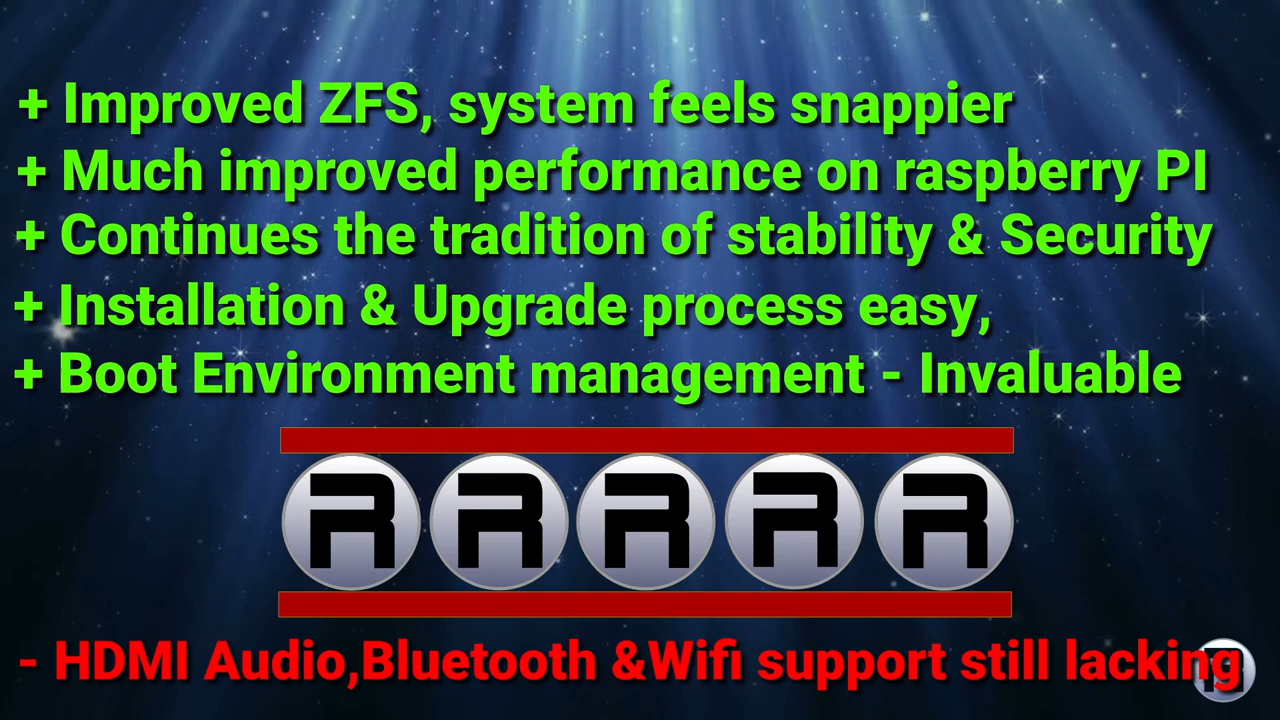 + Improved ZFS, system feels snappier
+ Much improved performance on raspberry PI
+ Continues the tradition of stability & Security
+ Installation & Upgrade process easy,
+ Boot Environment management - Invaluable
R R R R R
- HDMI Audio,Bluetooth &Wifi support still lacking